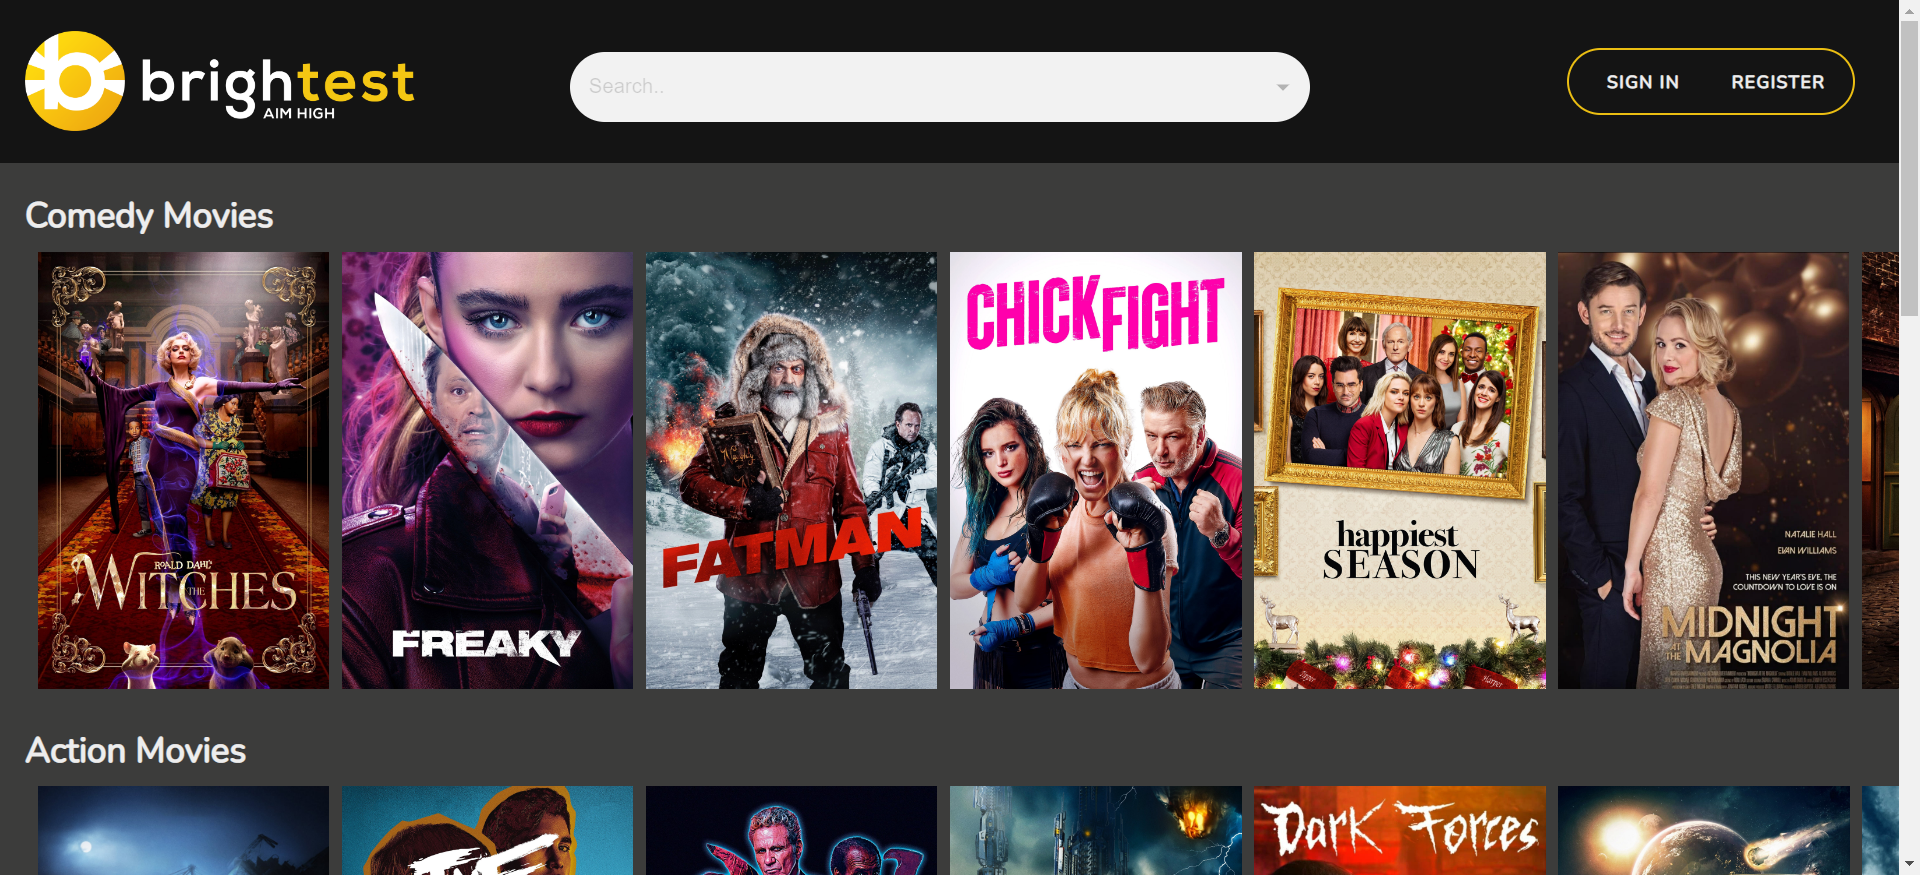 brightest
AIM HIGH
Search..
SIGN IN
REGISTER
Comedy Movies
ROALD DAHL'S
THE WITCHES
FREAKY
FATMAN
CHICK FIGHT
happiest
SEASON
NATALIE HALL
EVAN WILLIAMS
THIS NEW YEAR'S EVE, THE
COUNTDOWN TO LOVE IS ON
MIDNIGHT
AT THE MAGNOLIA
Harper
Action Movies
Dark Forces